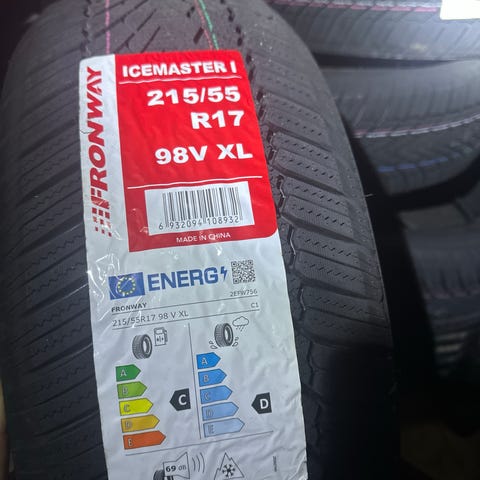 FRONWAY
ICEMASTER I
215/55
R17
98V XL
6 932094 108932
MADE IN CHINA
ENERG
2EFW756
FRONWAY
215/55R17 98 V XL
C1
A
B
C
D
E
C
A
B
C
D
E
D
69 dB